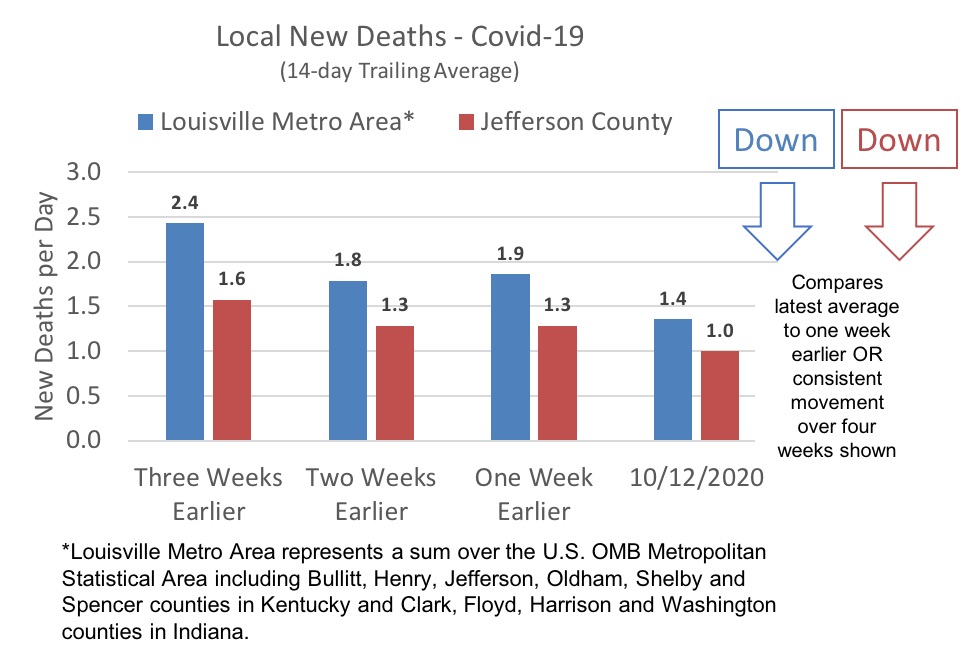 Local New Deaths - Covid-19
(14-day Trailing Average)
Louisville Metro Area*
Jefferson County
Down
Down
New Deaths per Day
3.0
2.5
2.0
1.5
1.0
0.5
0.0
2.4
1.6
1.8
1.3
1.9
1.3
1.4
1.0
Three Weeks
Earlier
Two Weeks
Earlier
One Week
Earlier
10/12/2020
Compares
latest average
to one week
earlier OR
consistent
movement
over four
weeks shown
*Louisville Metro Area represents a sum over the U.S. OMB Metropolitan
Statistical Area including Bullitt, Henry, Jefferson, Oldham, Shelby and
Spencer counties in Kentucky and Clark, Floyd, Harrison and Washington
counties in Indiana.